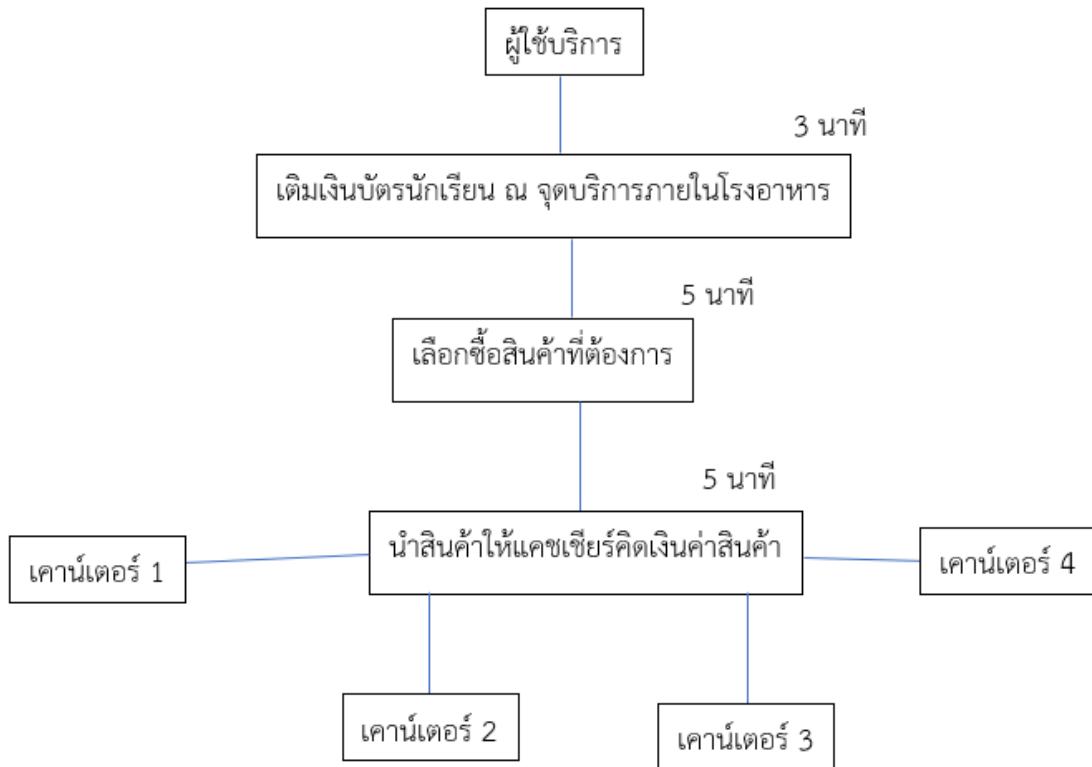 ผู้ใช้บริการ
3 นาที
เติมเงินบัตรนักเรียน ณ จุดบริการภายในโรงอาหาร
5 นาที
เลือกซื้อสินค้าที่ต้องการ
5 นาที
นำสินค้าให้แคชเชียร์คิดเงินค่าสินค้า
เคาน์เตอร์ 1
เคาน์เตอร์ 4
เคาน์เตอร์ 2
เคาน์เตอร์ 3